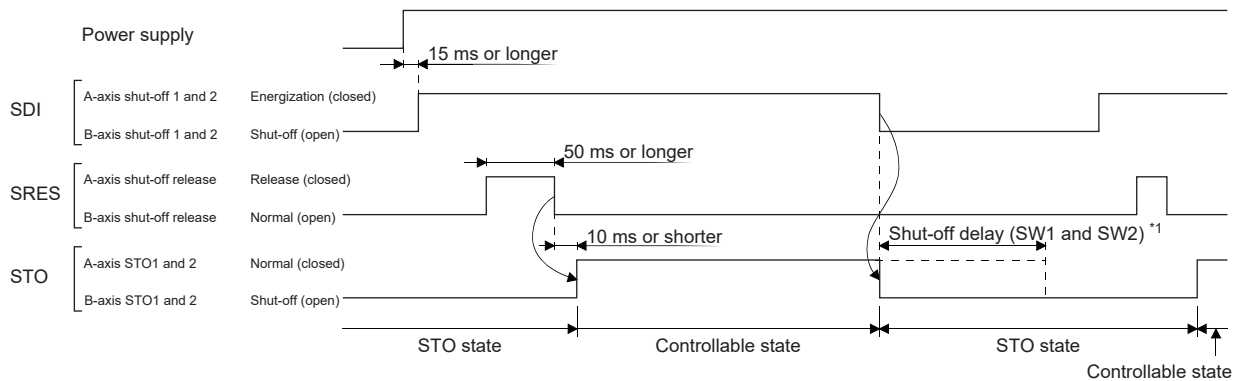 Power supply
15 ms or longer
SDI
A-axis shut-off 1 and 2 Energization (closed)
B-axis shut-off 1 and 2 Shut-off (open)
50 ms or longer
SRES
A-axis shut-off release Release (closed)
B-axis shut-off release Normal (open)
10 ms or shorter
Shut-off delay (SW1 and SW2) *1
STO
A-axis STO1 and 2 Normal (closed)
B-axis STO1 and 2 Shut-off (open)
STO state Controllable state STO state
Controllable state